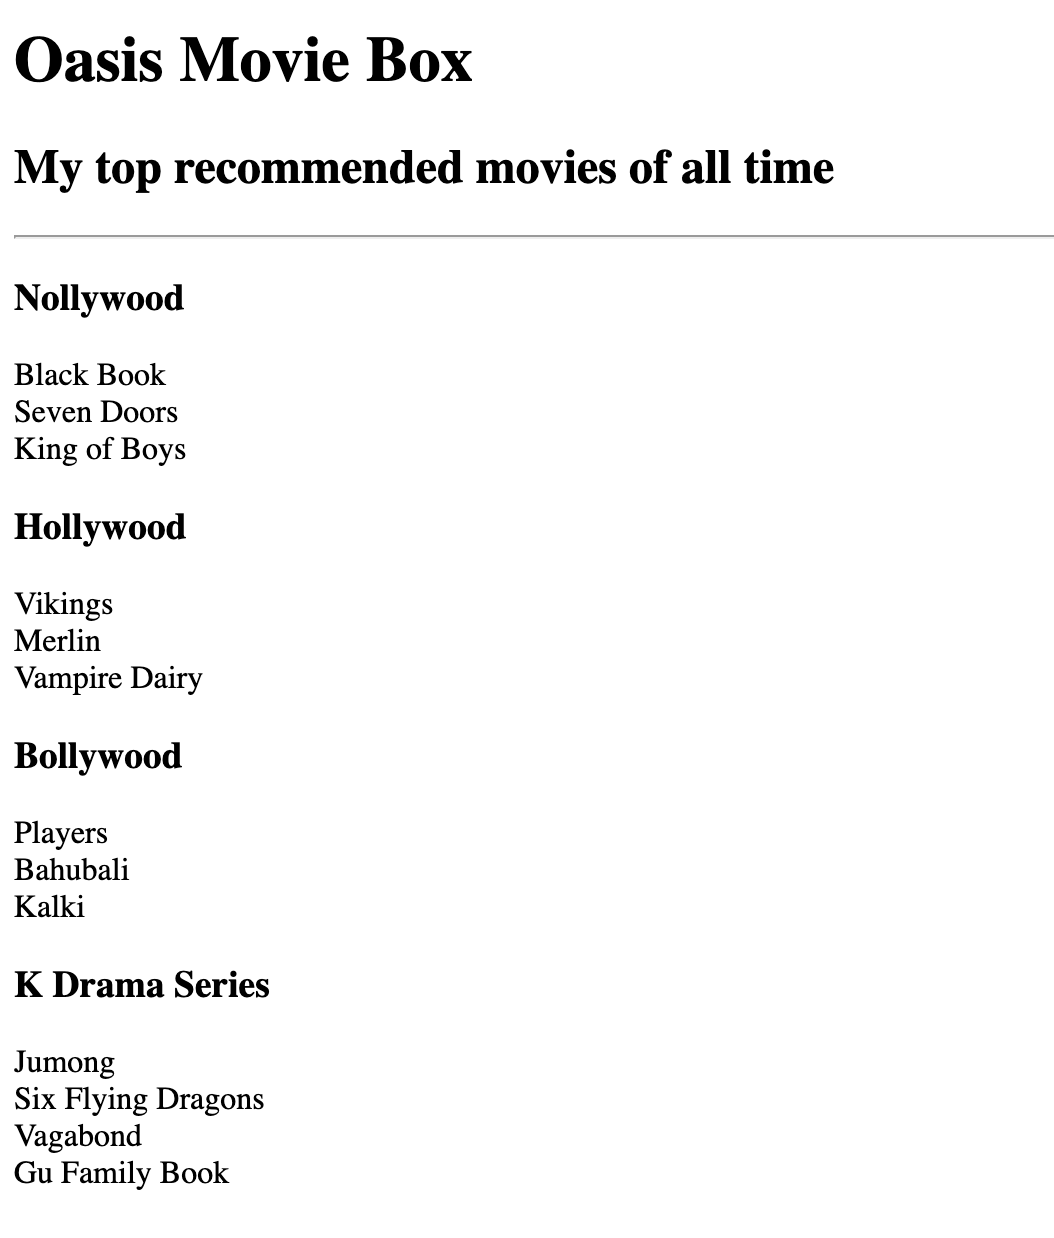 Oasis Movie Box
My top recommended movies of all time
Nollywood
Black Book
Seven Doors
King of Boys
Hollywood
Vikings
Merlin
Vampire Dairy
Bollywood
Players
Bahubali
Kalki
K Drama Series
Jumong
Six Flying Dragons
Vagabond
Gu Family Book